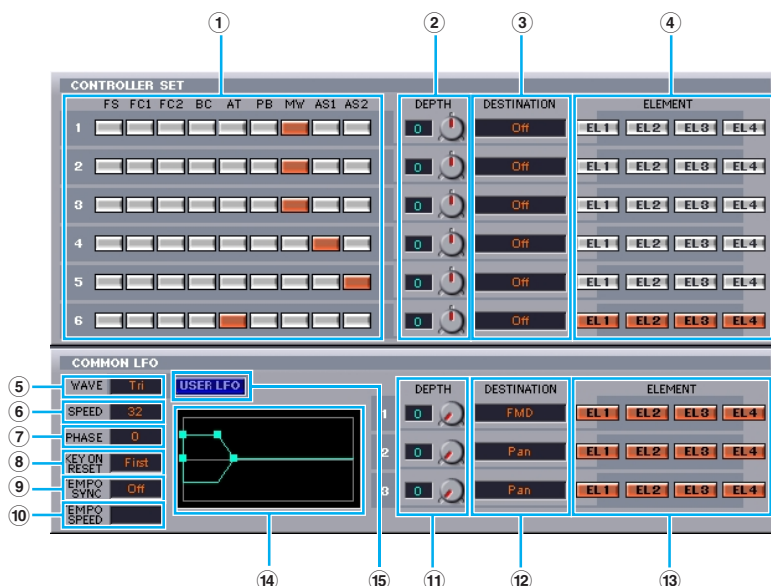 1 2 3 4
CONTROLLER SET
FS FC1 FC2 BC AT PB MW AS1 AS2 DEPTH DESTINATION ELEMENT
1 0 Off EL1 EL2 EL3 EL4
2 0 Off EL1 EL2 EL3 EL4
3 0 Off EL1 EL2 EL3 EL4
4 0 Off EL1 EL2 EL3 EL4
5 0 Off EL1 EL2 EL3 EL4
6 0 Off EL1 EL2 EL3 EL4
COMMON LFO
5 WAVE Tri USER LFO DEPTH DESTINATION ELEMENT
6 SPEED 32 1 0 FMD EL1 EL2 EL3 EL4
7 PHASE 0
8 KEY ON RESET First 2 0 Pan EL1 EL2 EL3 EL4
9 TEMPO SYNC Off 3 0 Pan EL1 EL2 EL3 EL4
10 TEMPO SPEED
14 15 11 12 13